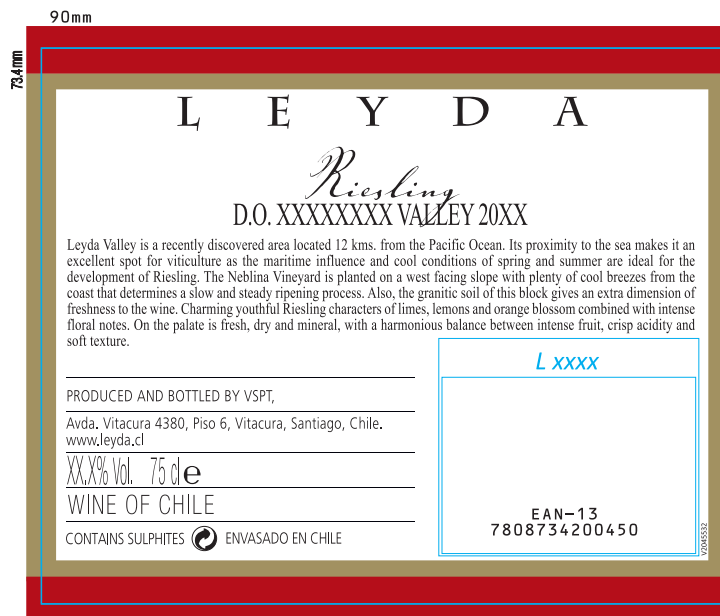 90mm
73.4mm
LEYDA
Riesling
D.O. XXXXXXXX VALLEY 20XX
Leyda Valley is a recently discovered area located 12 kms. from the Pacific Ocean. Its proximity to the sea makes it an
excellent spot for viticulture as the maritime influence and cool conditions of spring and summer are ideal for the
development of Riesling. The Neblina Vineyard is planted on a west facing slope with plenty of cool breezes from the
coast that determines a slow and steady ripening process. Also, the granitic soil of this block gives an extra dimension of
freshness to the wine. Charming youthful Riesling characters of limes, lemons and orange blossom combined with intense
floral notes. On the palate is fresh, dry and mineral, with a harmonious balance between intense fruit, crisp acidity and
soft texture.
L xxxx
PRODUCED AND BOTTLED BY VSPT,
Avda. Vitacura 4380, Piso 6, Vitacura, Santiago, Chile.
www.leyda.cl
XX.X% Vol. 75 cl e
WINE OF CHILE
CONTAINS SULPHITES ENVASADO EN CHILE
EAN-13
7808734200450
V2045532